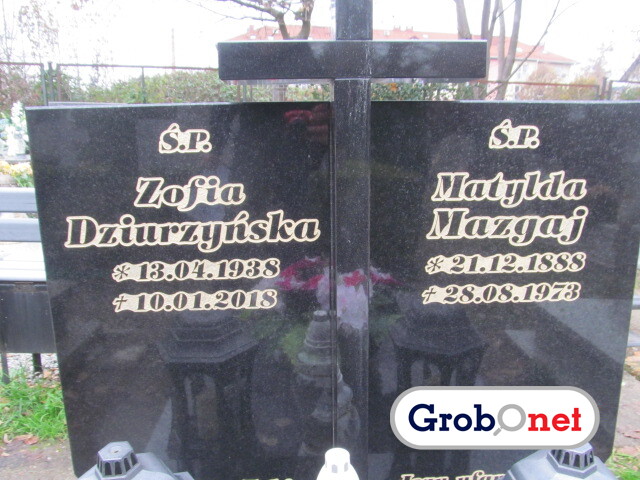 Ś.P.
Zofia
Dziurzyńska
* 13.04.1938
† 10.01.2018
Ś.P.
Matylda
Mazgaj
* 21.12.1888
† 28.08.1973
Grobonet